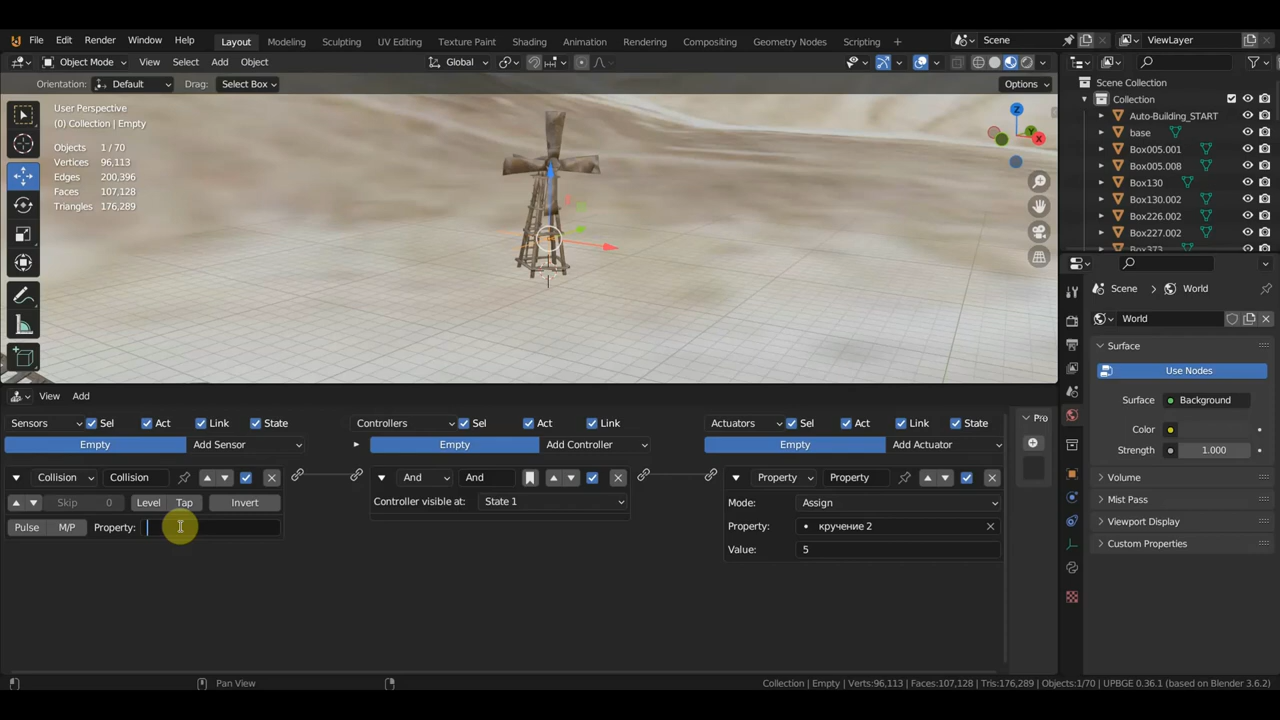 File Edit Render Window Help Layout Modeling Sculpting UV Editing Texture Paint Shading Animation Rendering Compositing Geometry Nodes Scripting + Scene ViewLayer
Object Mode View Select Add Object Global
Orientation: Default Drag: Select Box Options
User Perspective
(0) Collection | Empty
Objects 1 / 70
Vertices 96,113
Edges 200,396
Faces 107,128
Triangles 176,289
Z
Y
X
Scene Collection
Collection
Auto-Building_START
base
Box005.001
Box005.008
Box130
Box130.002
Box226.002
Box227.002
Box373
Scene > World
World
Surface
Use Nodes
Surface Background
Color
Strength 1.000
Volume
Mist Pass
Viewport Display
Custom Properties
View Add
Sensors Sel Act Link State Controllers Sel Act Link Actuators Sel Act Link State Pro
Empty Add Sensor Empty Add Controller Empty Add Actuator
Collision Collision And And Property Property
Skip 0 Level Tap Invert Controller visible at: State 1 Mode: Assign
Pulse M/P Property: Property: кручение 2
Value: 5
Pan View Collection | Empty | Verts:96,113 | Faces:107,128 | Tris:176,289 | Objects:1/70 | UPBGE 0.36.1 (based on Blender 3.6.2)